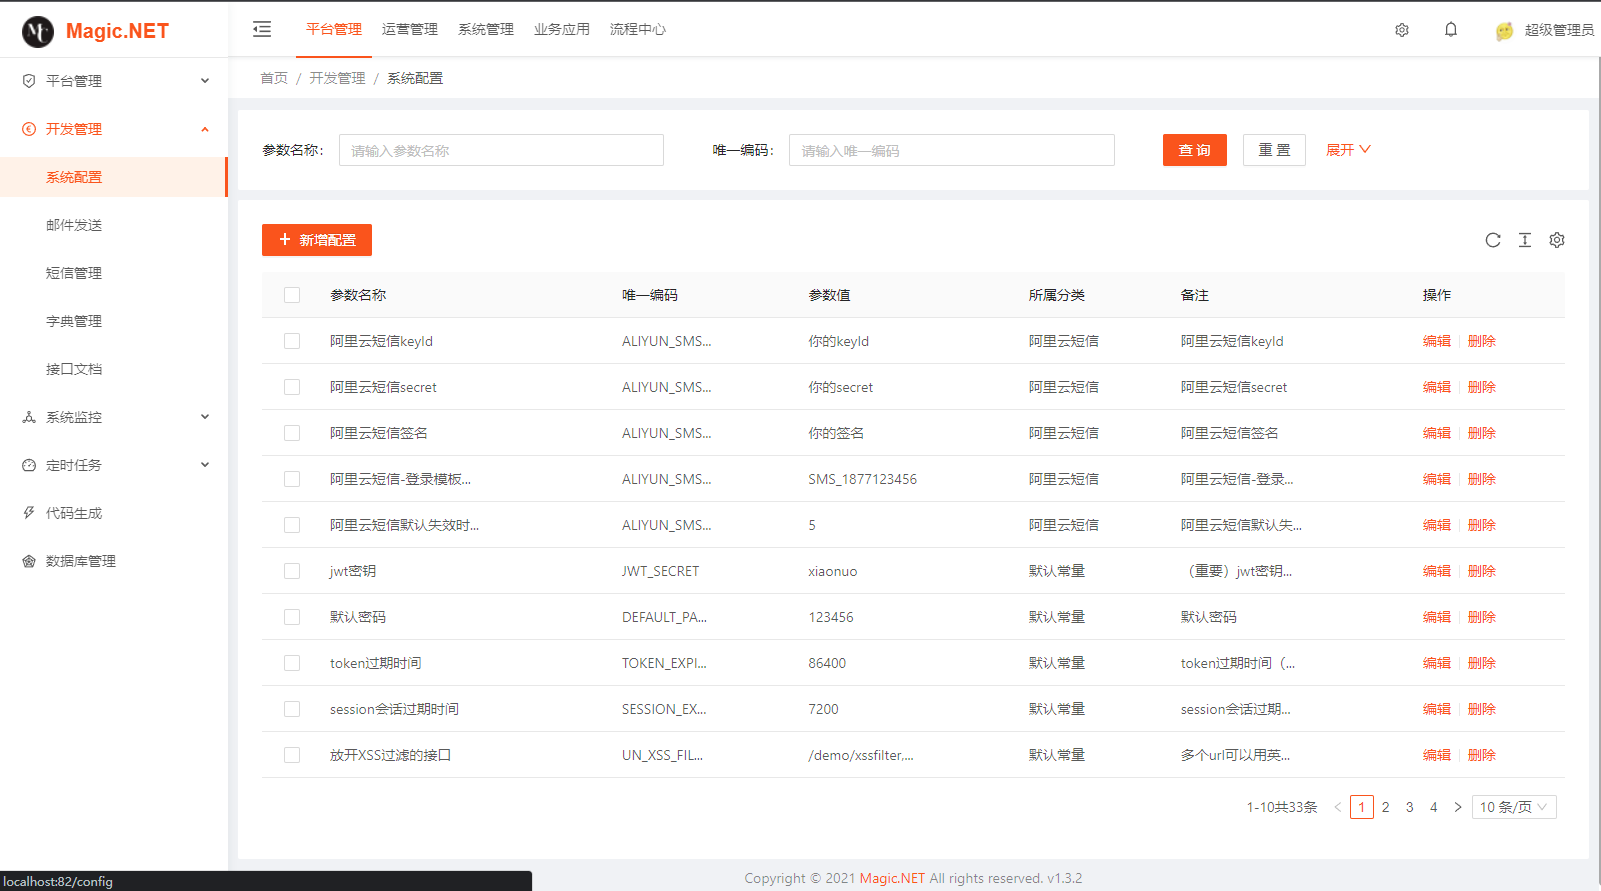 Magic.NET
平台管理 运营管理 系统管理 业务应用 流程中心
超级管理员
平台管理
开发管理
系统配置
邮件发送
短信管理
字典管理
接口文档
系统监控
定时任务
代码生成
数据库管理
首页 / 开发管理 / 系统配置
参数名称: 请输入参数名称 唯一编码: 请输入唯一编码 查 询 重 置 展开
+ 新增配置
参数名称 唯一编码 参数值 所属分类 备注 操作
阿里云短信keyId ALIYUN_SMS... 你的keyId 阿里云短信 阿里云短信keyId 编辑 删除
阿里云短信secret ALIYUN_SMS... 你的secret 阿里云短信 阿里云短信secret 编辑 删除
阿里云短信签名 ALIYUN_SMS... 你的签名 阿里云短信 阿里云短信签名 编辑 删除
阿里云短信-登录模板... ALIYUN_SMS... SMS_1877123456 阿里云短信 阿里云短信-登录... 编辑 删除
阿里云短信默认失效时... ALIYUN_SMS... 5 阿里云短信 阿里云短信默认失... 编辑 删除
jwt密钥 JWT_SECRET xiaonuo 默认常量 （重要）jwt密钥... 编辑 删除
默认密码 DEFAULT_PA... 123456 默认常量 默认密码 编辑 删除
token过期时间 TOKEN_EXPI... 86400 默认常量 token过期时间（... 编辑 删除
session会话过期时间 SESSION_EX... 7200 默认常量 session会话过期... 编辑 删除
放开XSS过滤的接口 UN_XSS_FIL... /demo/xssfilter,... 默认常量 多个url可以用英... 编辑 删除
1-10共33条 < 1 2 3 4 > 10 条/页
Copyright © 2021 Magic.NET All rights reserved. v1.3.2
localhost:82/config